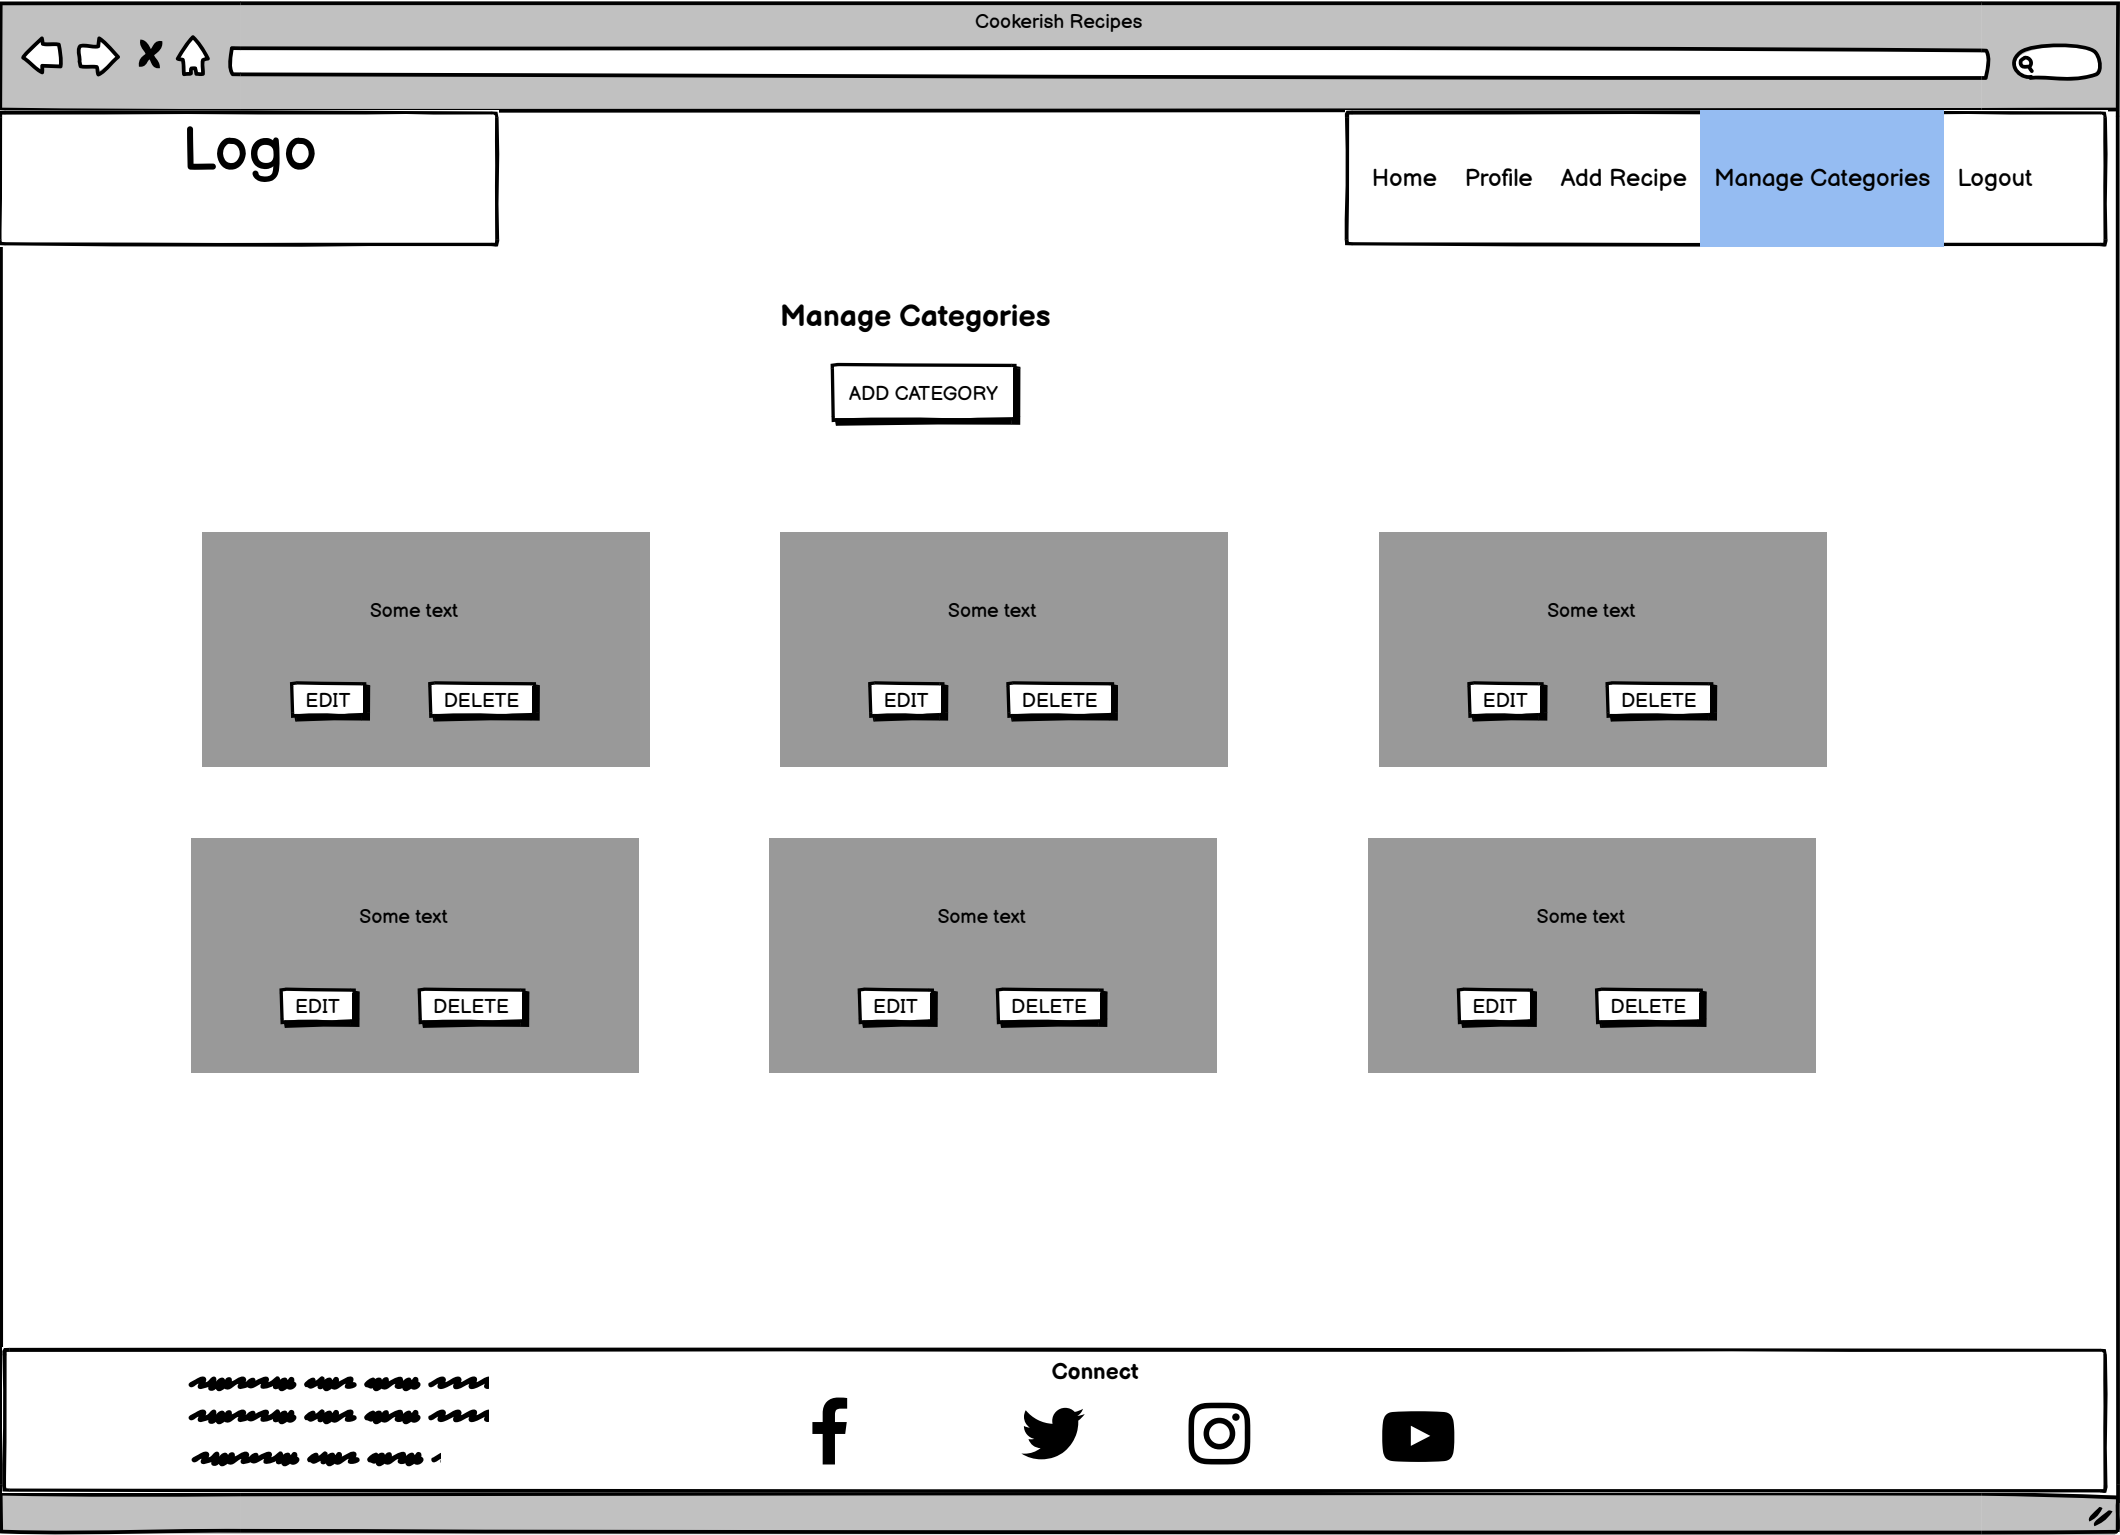 Cookerish Recipes
Logo
Home Profile Add Recipe Manage Categories Logout
Manage Categories
ADD CATEGORY
Some text Some text Some text
EDIT DELETE EDIT DELETE EDIT DELETE
Some text Some text Some text
EDIT DELETE EDIT DELETE EDIT DELETE
Connect